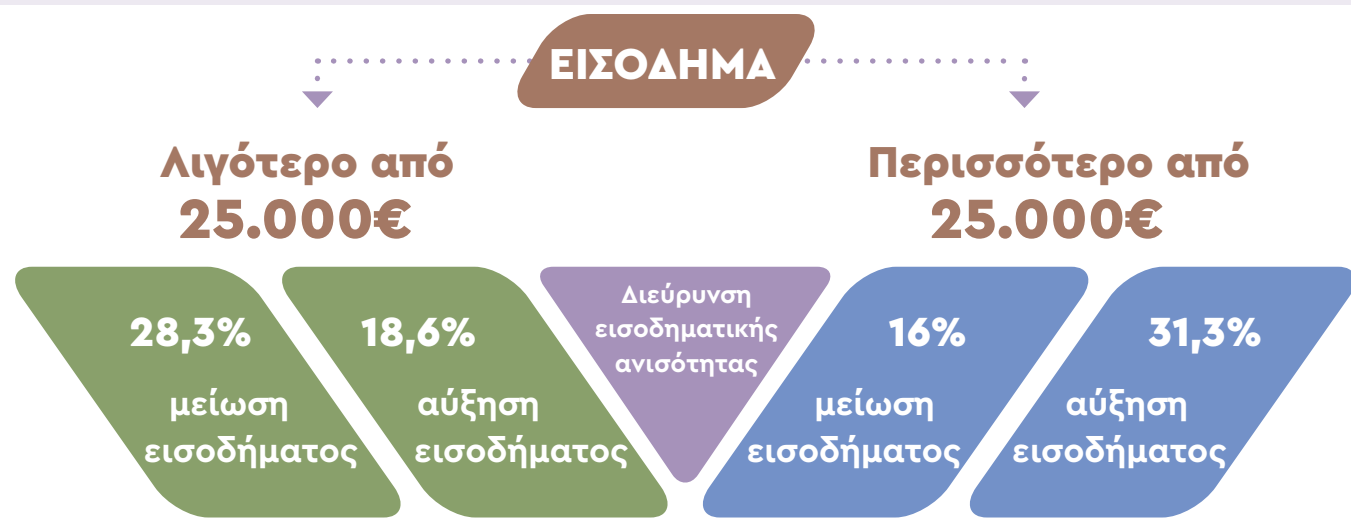 ΕΙΣΟΔΗΜΑ
Λιγότερο από
25.000€
28,3%
μείωση
εισοδήματος
18,6%
αύξηση
εισοδήματος
Διεύρυνση
εισοδηματικής
ανισότητας
Περισσότερο από
25.000€
16%
μείωση
εισοδήματος
31,3%
αύξηση
εισοδήματος